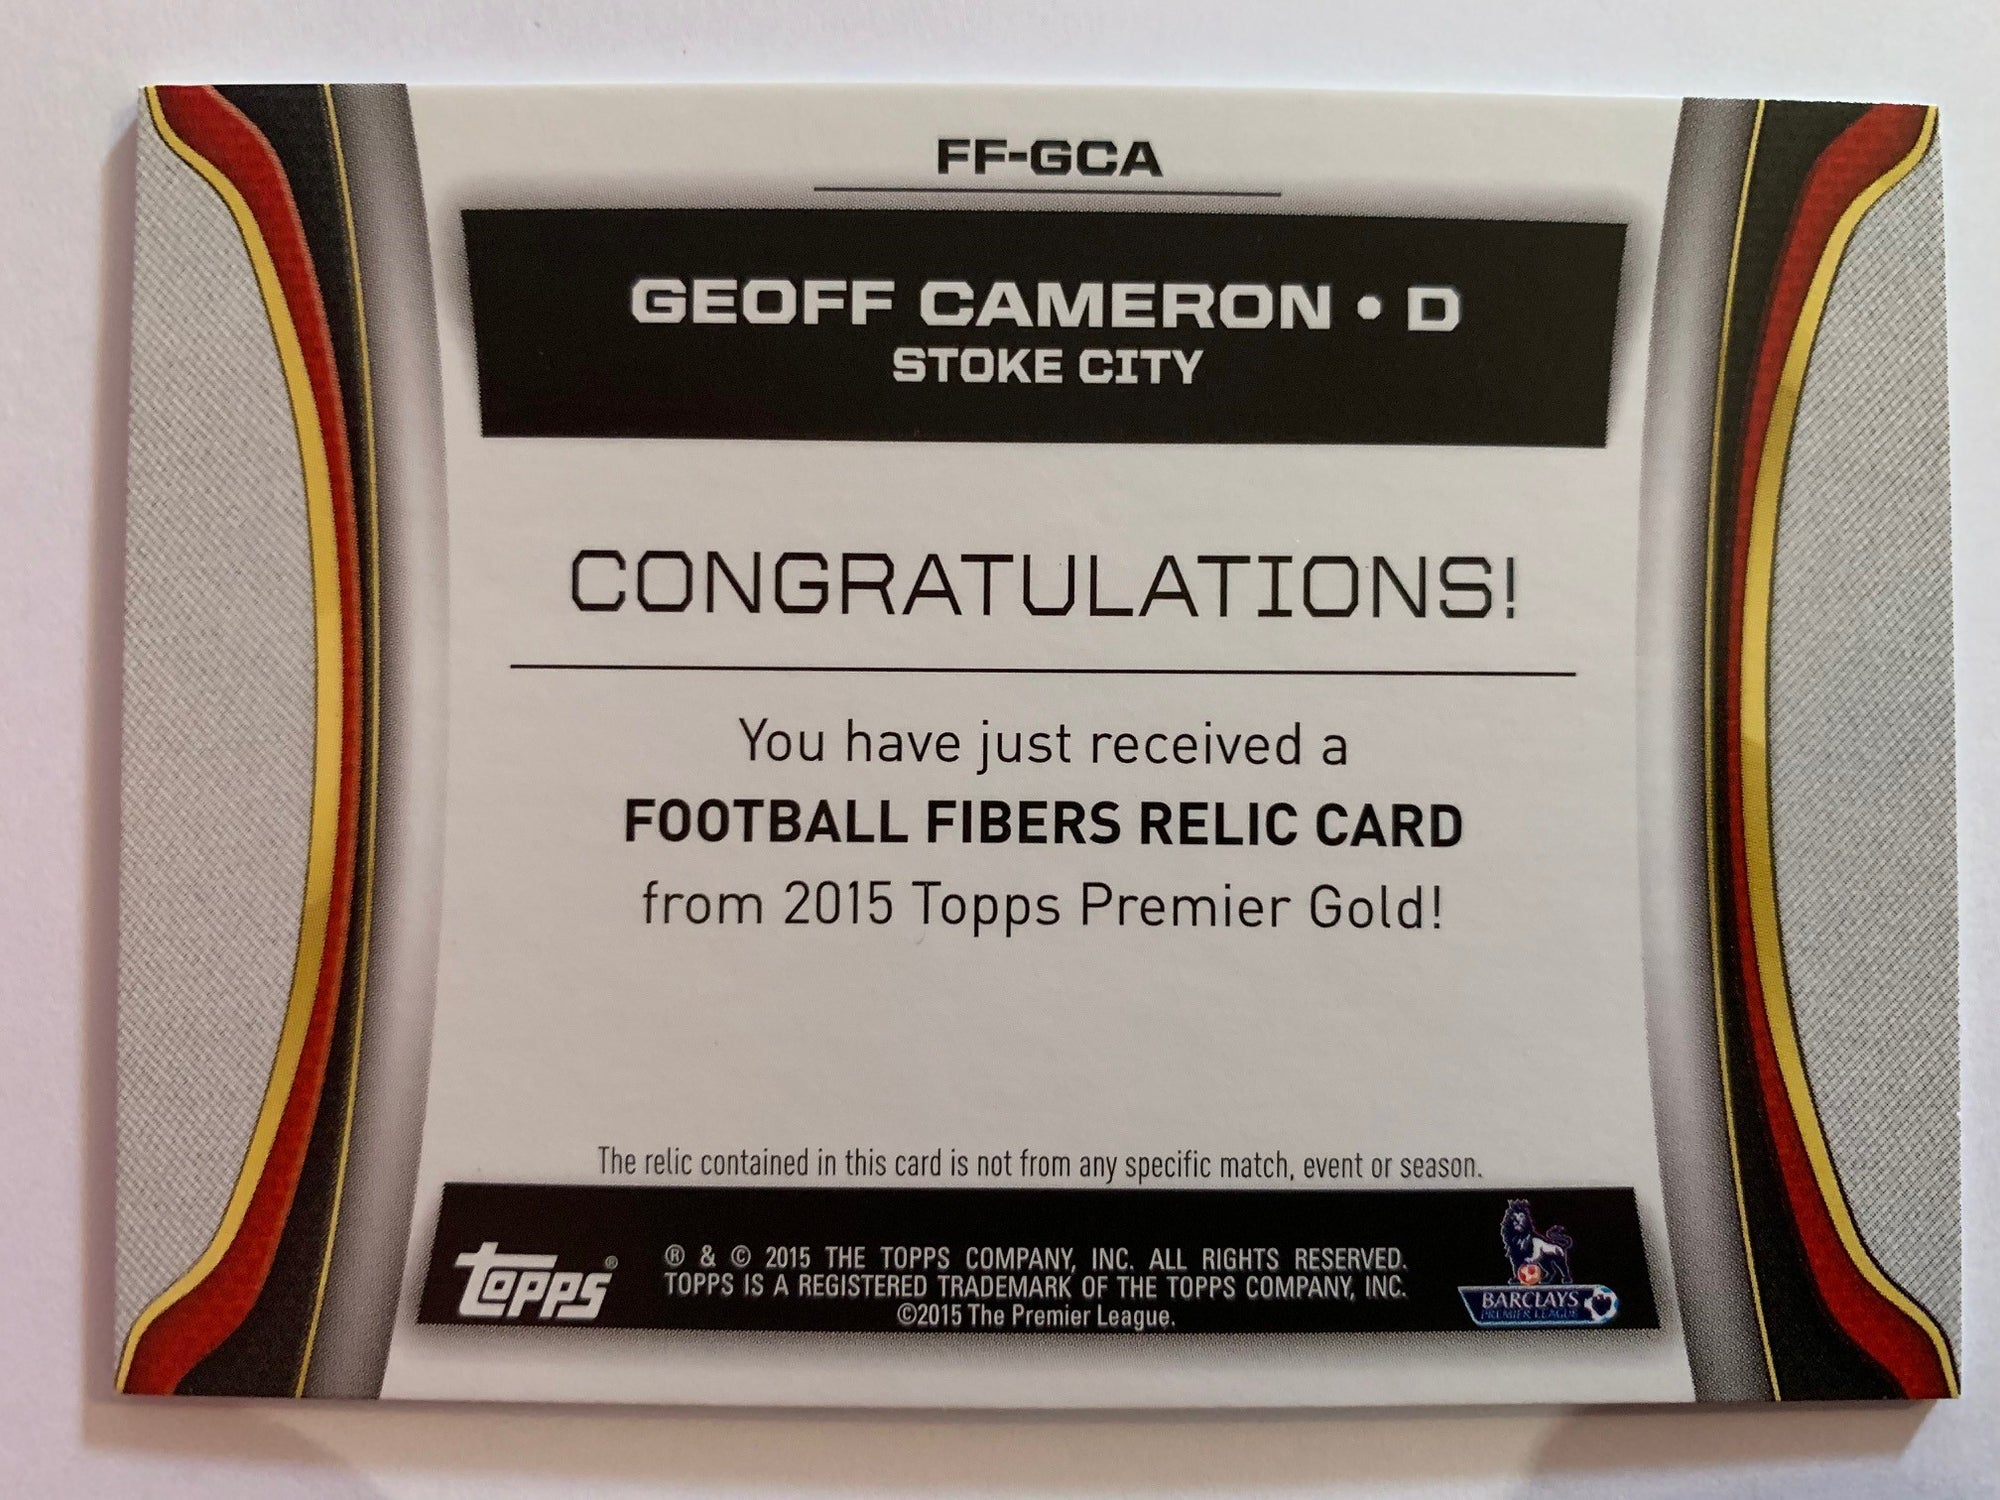 FF-GCA
GEOFF CAMERON • D
STOKE CITY
CONGRATULATIONS!
You have just received a
FOOTBALL FIBERS RELIC CARD
from 2015 Topps Premier Gold!
The relic contained in this card is not from any specific match, event or season.
topps®
® & © 2015 THE TOPPS COMPANY, INC. ALL RIGHTS RESERVED.
TOPPS IS A REGISTERED TRADEMARK OF THE TOPPS COMPANY, INC.
©2015 The Premier League.
BARCLAYS
PREMIER LEAGUE